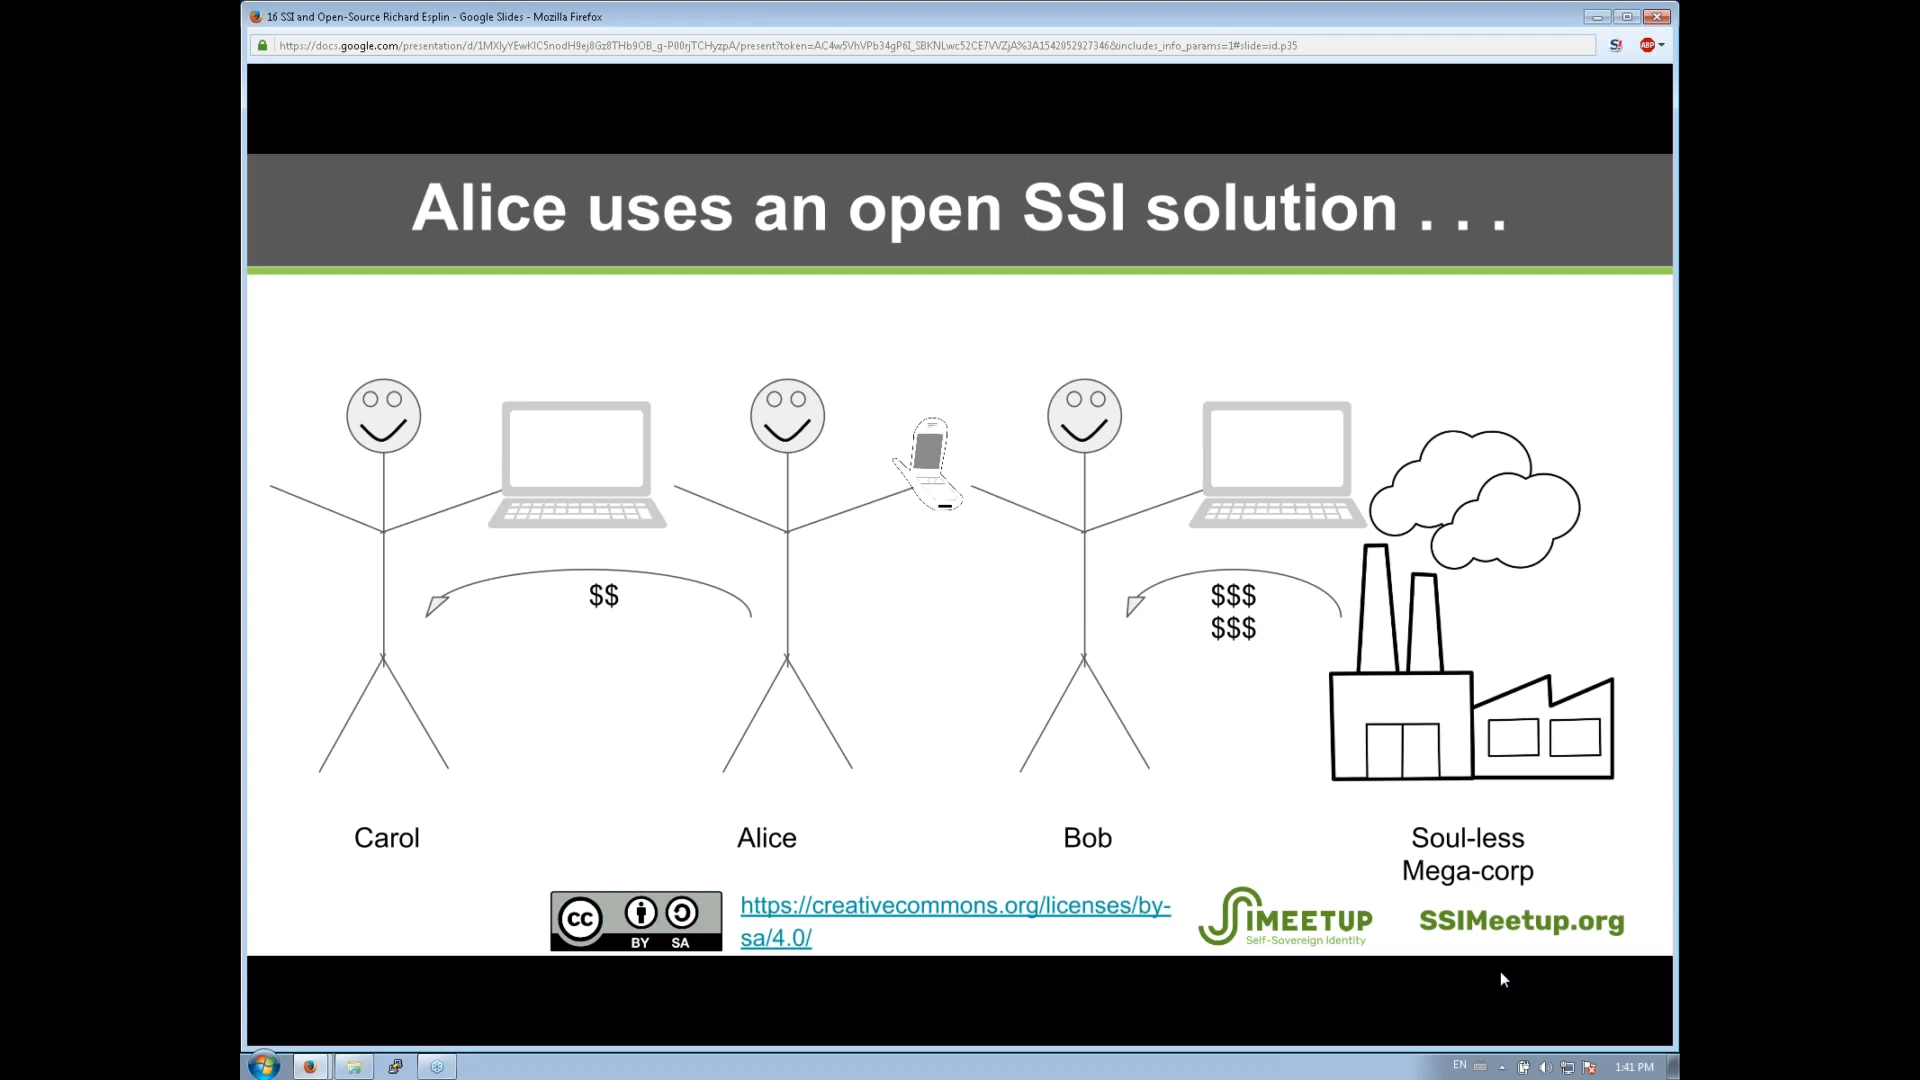 16 SSI and Open-Source Richard Esplin - Google Slides - Mozilla Firefox
Alice uses an open SSI solution . . .
$$
$$$
$$$
Carol
Alice
Bob
Soul-less
Mega-corp
cc
BY SA
https://creativecommons.org/licenses/by-
sa/4.0/
SSIMEETUP
Self-Sovereign Identity
SSIMeetup.org
EN
1:41 PM